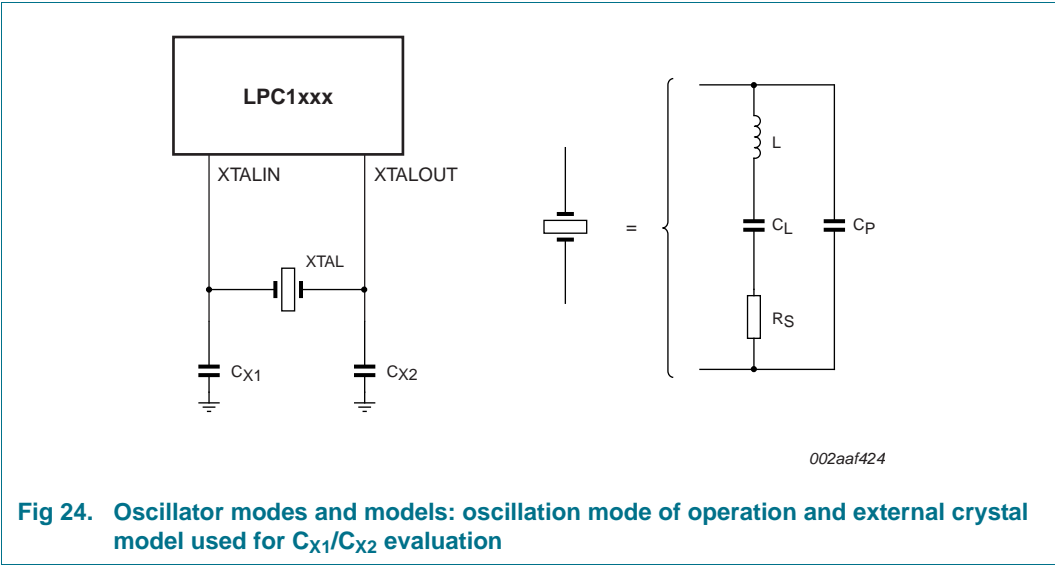 LPC1xxx
XTALIN XTALOUT
XTAL
CX1 CX2
=
L
CL CP
RS
002aaf424
Fig 24. Oscillator modes and models: oscillation mode of operation and external crystal
model used for CX1/CX2 evaluation